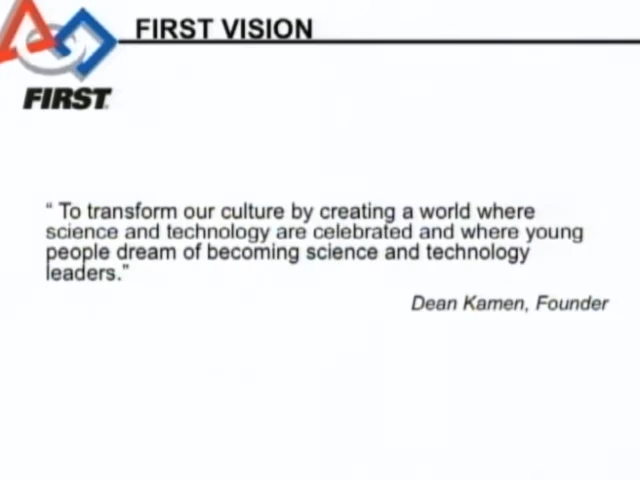 FIRST VISION
FIRST
“ To transform our culture by creating a world where
science and technology are celebrated and where young
people dream of becoming science and technology
leaders.”
Dean Kamen, Founder